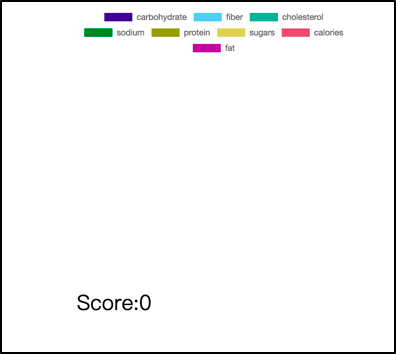 carbohydrate fiber cholesterol
sodium protein sugars calories
fat
Score:0